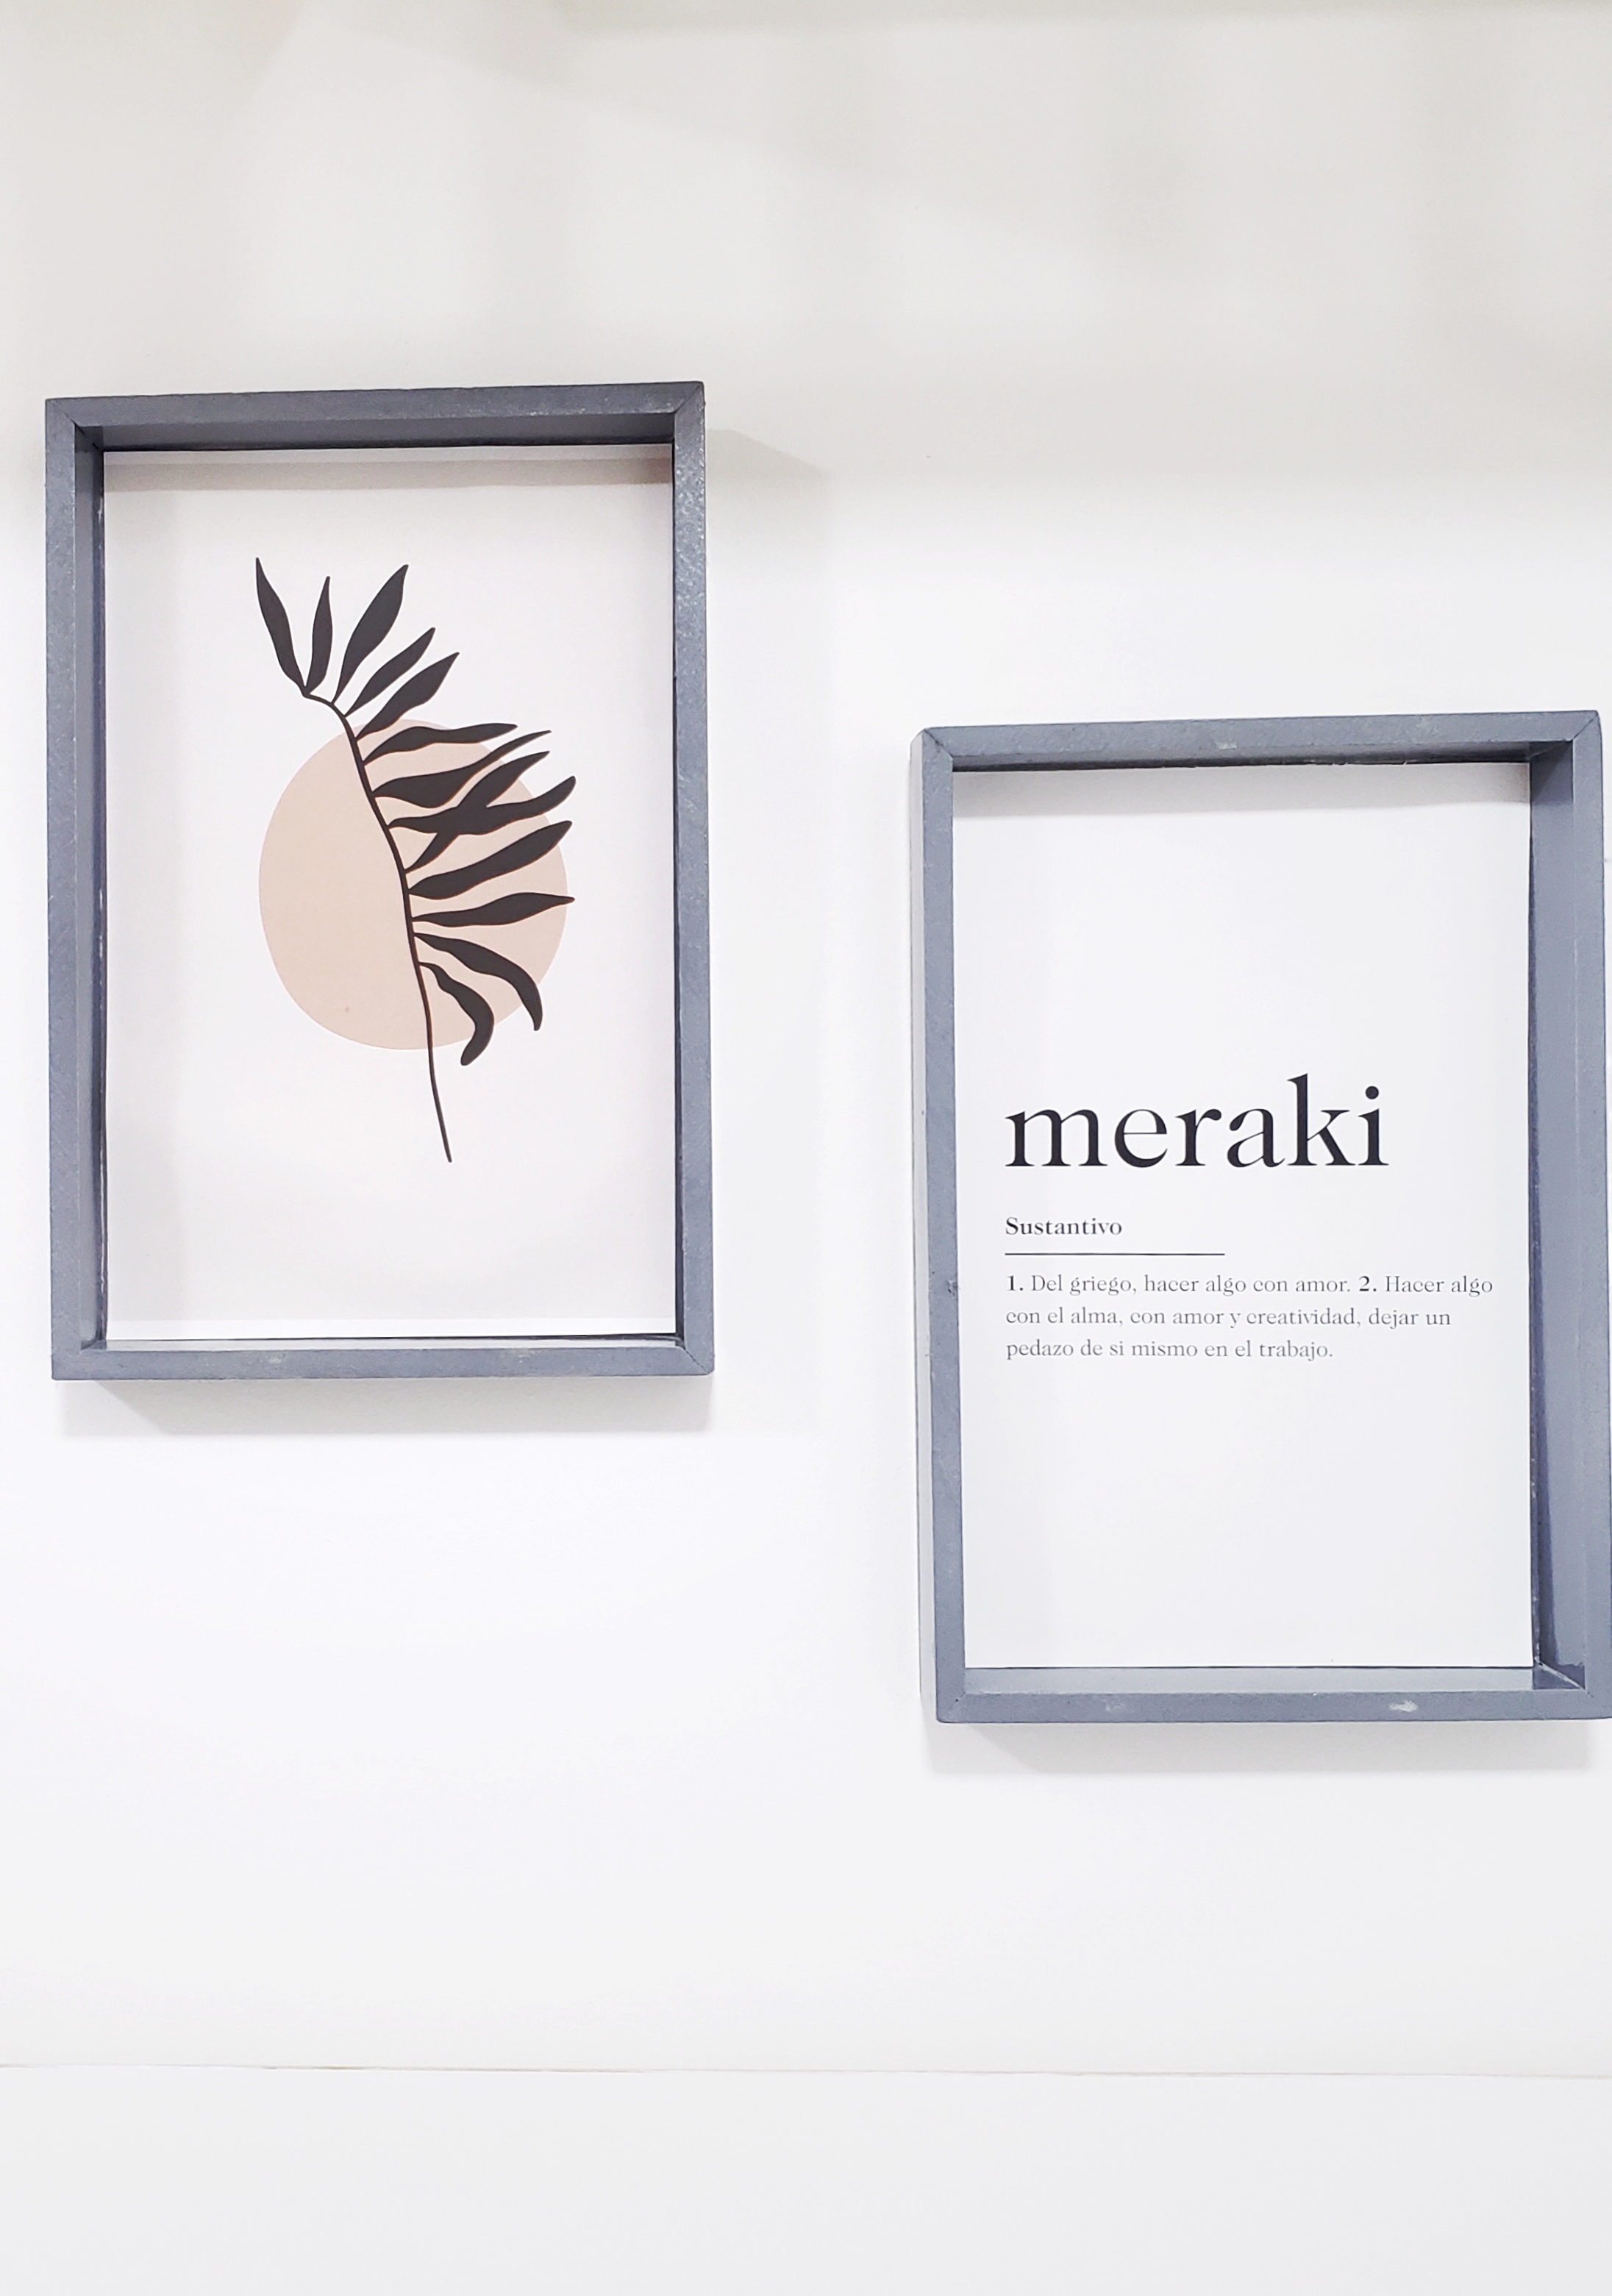 meraki
Sustantivo
1. Del griego, hacer algo con amor. 2. Hacer algo
con el alma, con amor y creatividad, dejar un
pedazo de si mismo en el trabajo.